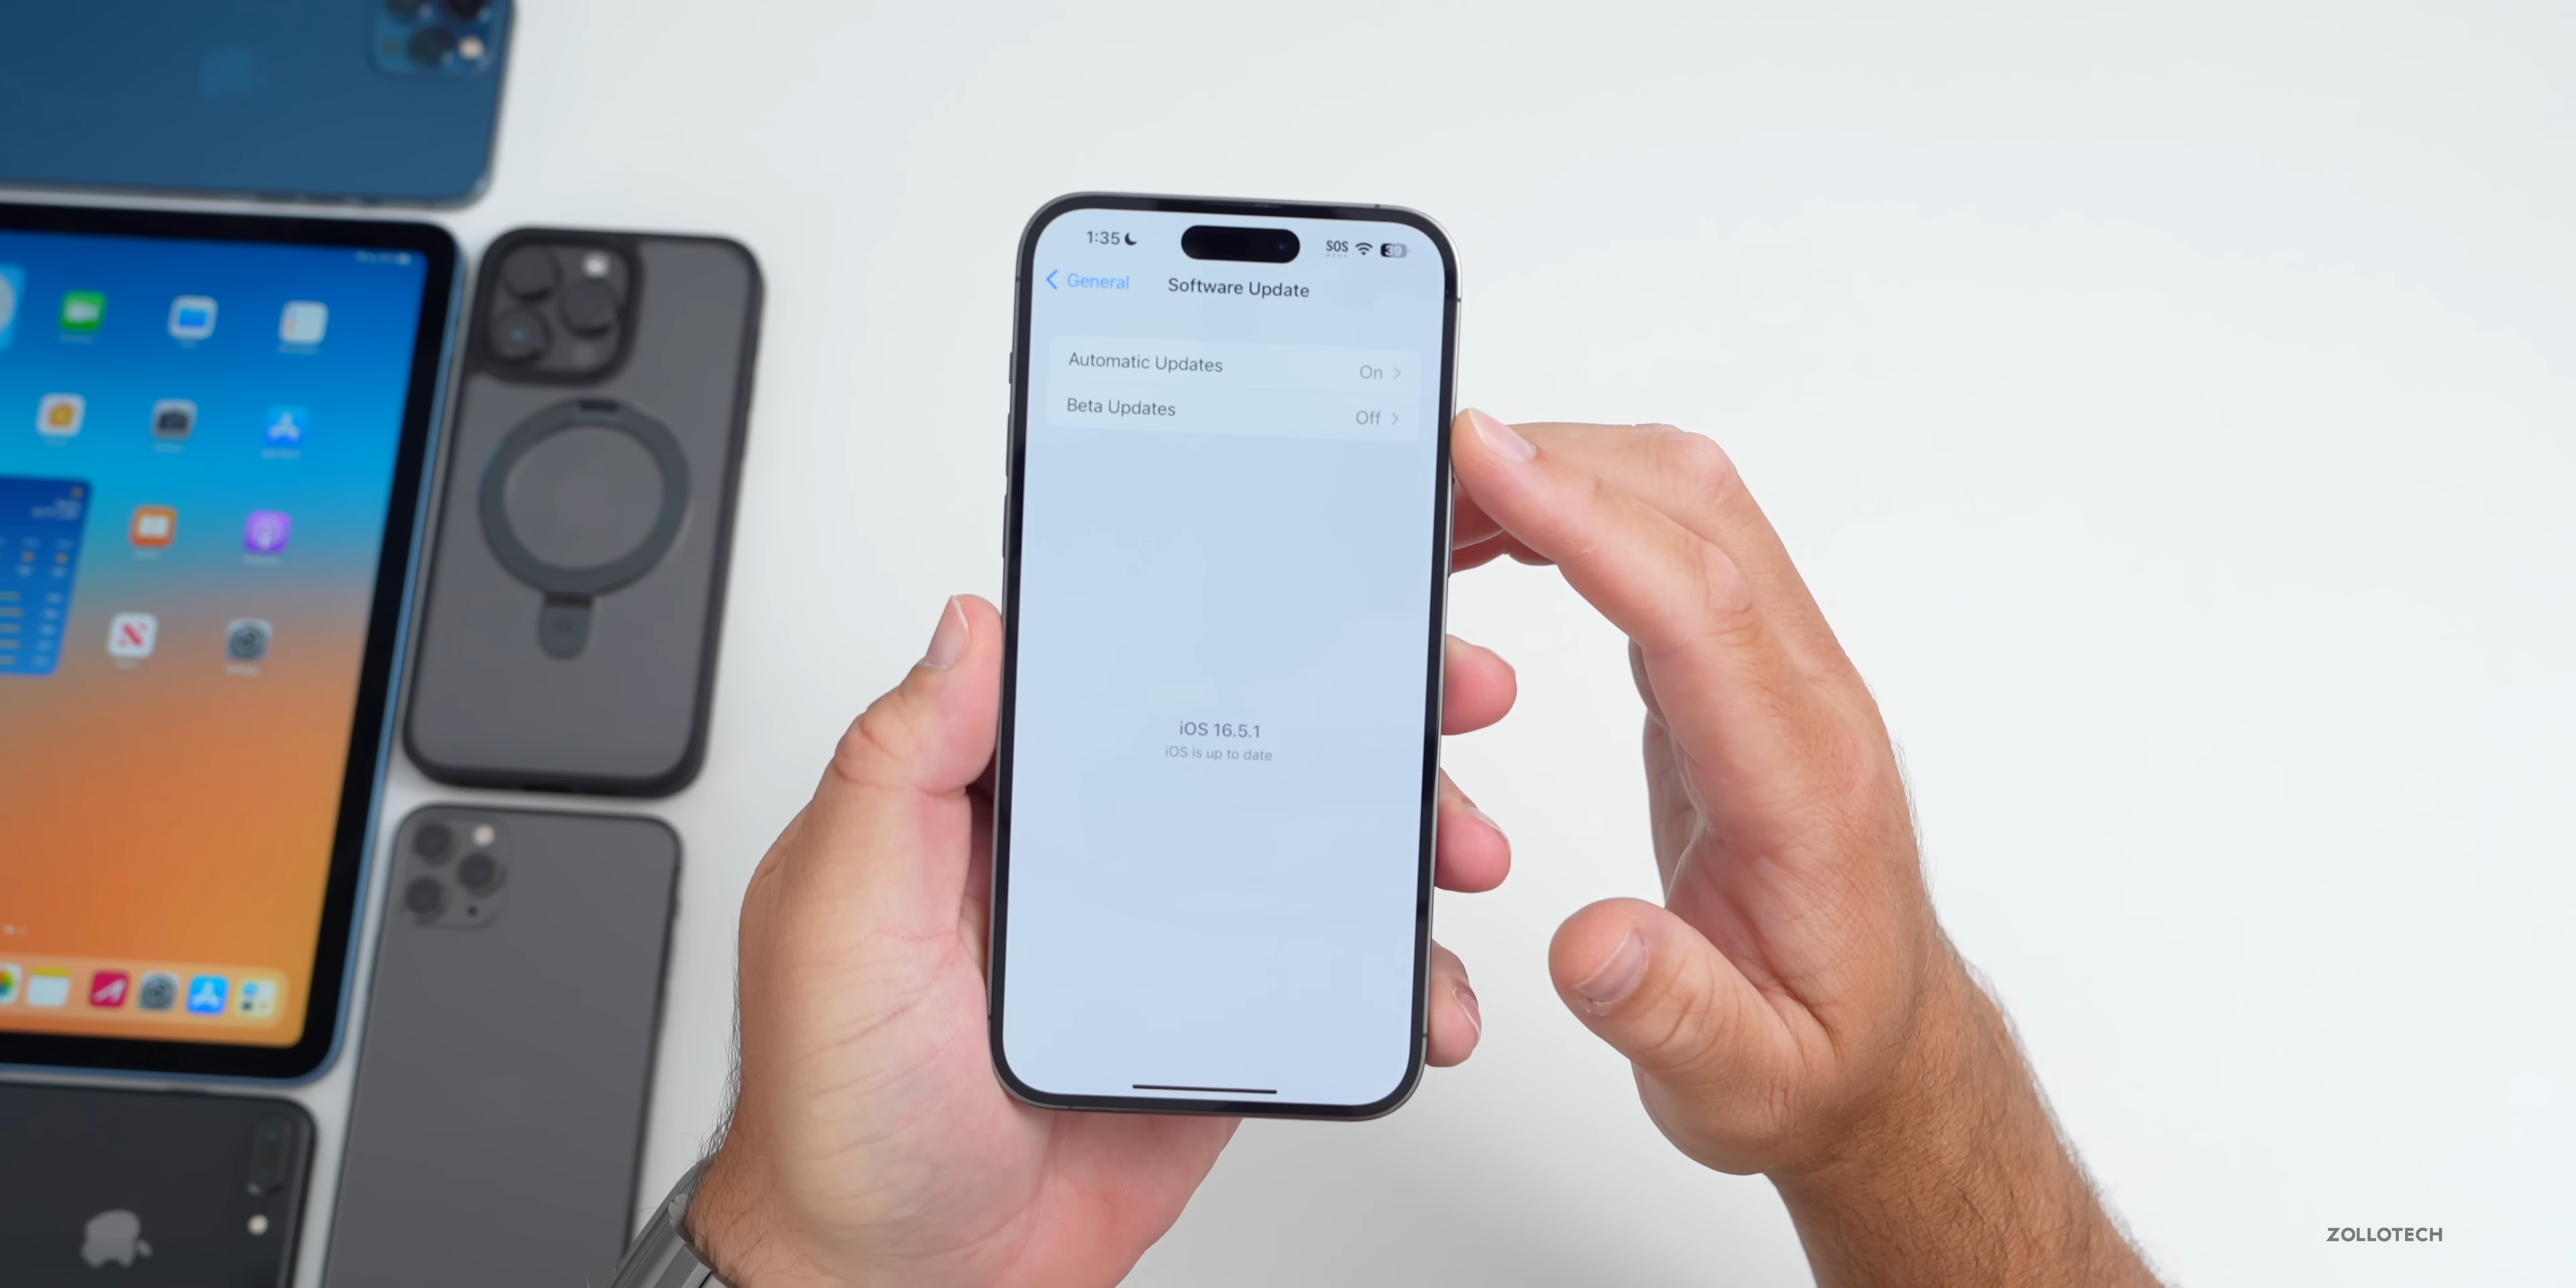 1:35
SOS
39
General
Software Update
Automatic Updates
On
Beta Updates
Off
iOS 16.5.1
iOS is up to date
ZOLLOTECH